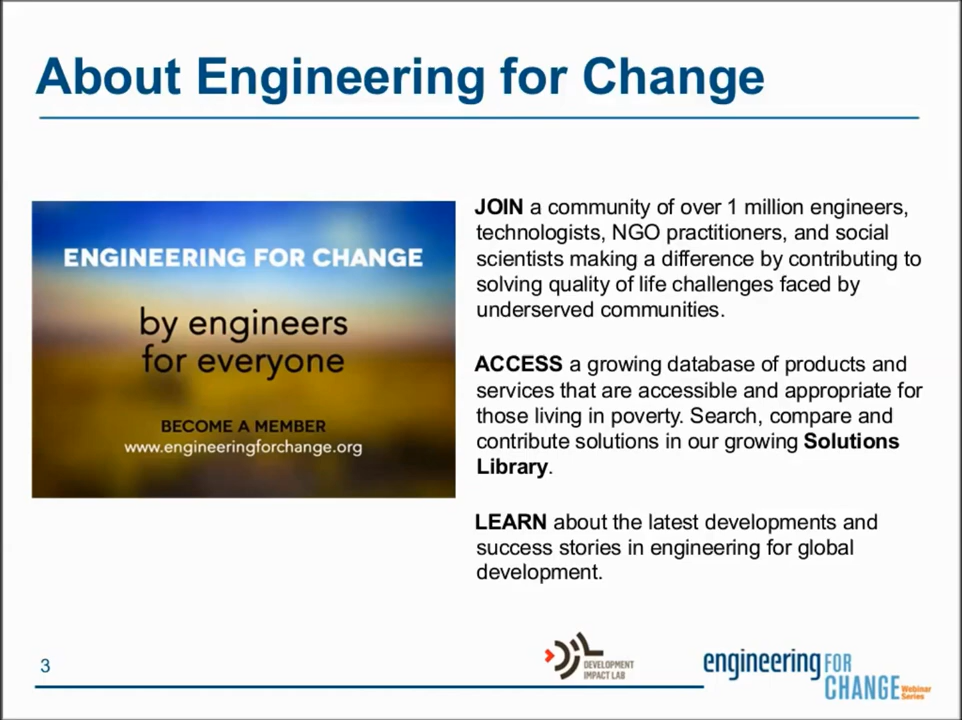 About Engineering for Change
ENGINEERING FOR CHANGE
by engineers
for everyone
BECOME A MEMBER
www.engineeringforchange.org
JOIN a community of over 1 million engineers,
technologists, NGO practitioners, and social
scientists making a difference by contributing to
solving quality of life challenges faced by
underserved communities.
ACCESS a growing database of products and
services that are accessible and appropriate for
those living in poverty. Search, compare and
contribute solutions in our growing Solutions
Library.
LEARN about the latest developments and
success stories in engineering for global
development.
3
DIL
DEVELOPMENT
IMPACT LAB
engineering FOR
CHANGE Webinar
Series